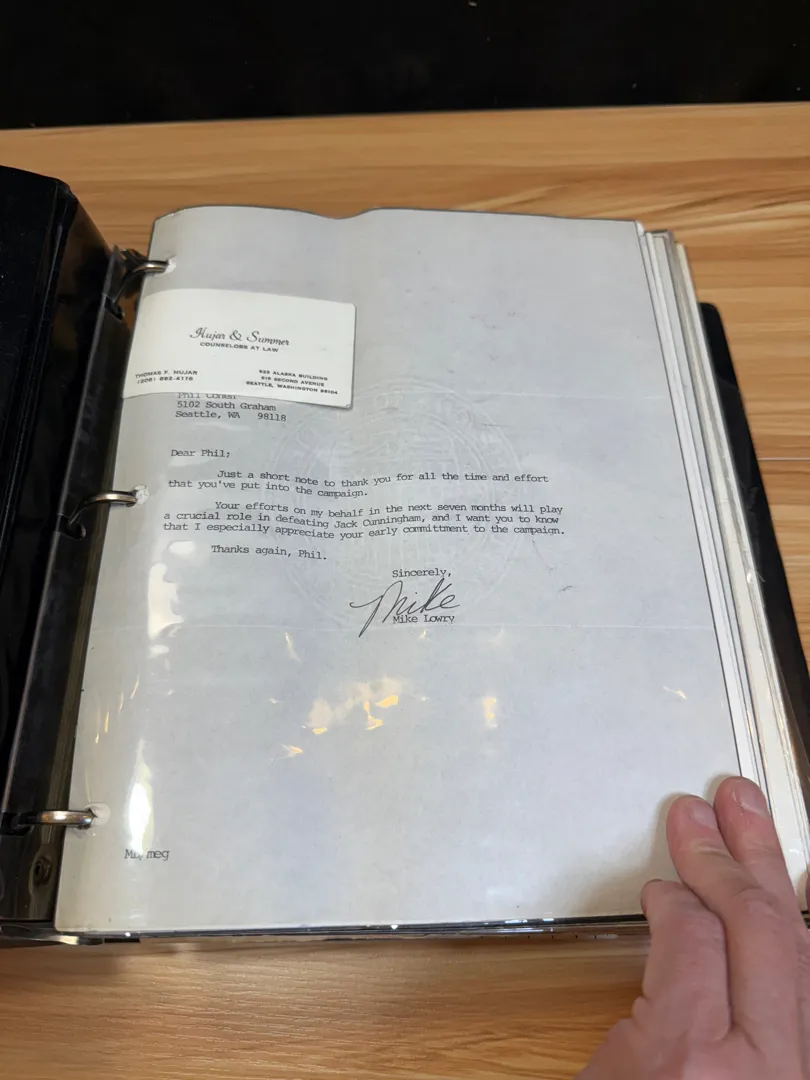 Hujar & Summer
COUNSELORS AT LAW
THOMAS F. HUJAR
623 ALASKA BUILDING
618 SECOND AVENUE
SEATTLE, WASHINGTON 98104
Phil
5102 South Graham
Seattle, WA 98118
Dear Phil;
Just a short note to thank you for all the time and effort
that you've put into the campaign.
Your efforts on my behalf in the next seven months will play
a crucial role in defeating Jack Cunningham, and I want you to know
that I especially appreciate your early committment to the campaign.
Thanks again, Phil.
Sincerely,
Mike
Mike Lowry
meg